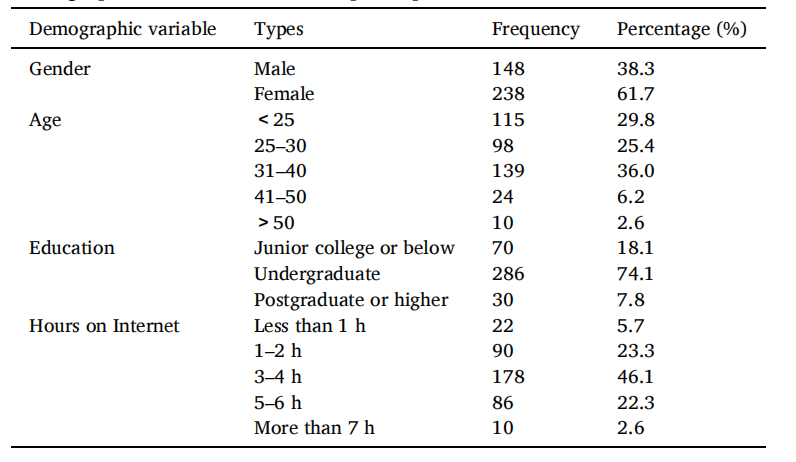 Demographic variable Types Frequency Percentage (%)
Gender Male 148 38.3
Female 238 61.7
Age < 25 115 29.8
25–30 98 25.4
31–40 139 36.0
41–50 24 6.2
> 50 10 2.6
Education Junior college or below 70 18.1
Undergraduate 286 74.1
Postgraduate or higher 30 7.8
Hours on Internet Less than 1 h 22 5.7
1–2 h 90 23.3
3–4 h 178 46.1
5–6 h 86 22.3
More than 7 h 10 2.6